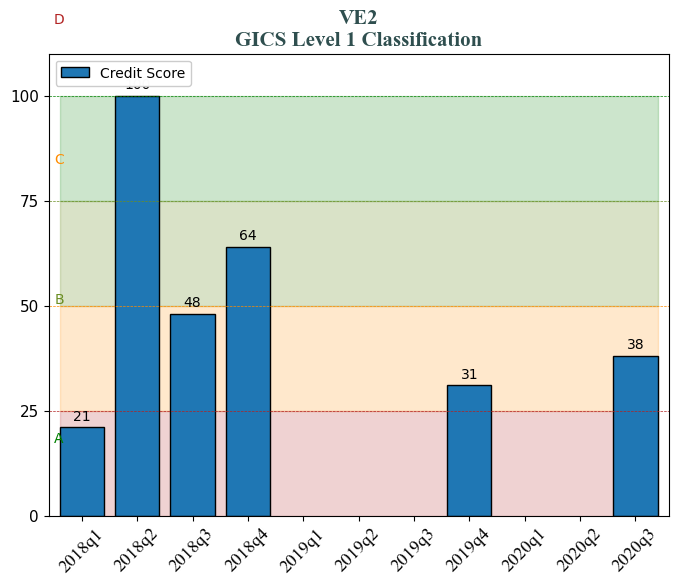 VE2
GICS Level 1 Classification
D
Credit Score
100
C
75
64
B
50
48
38
31
25
21
A
0
2018q1
2018q2
2018q3
2018q4
2019q1
2019q2
2019q3
2019q4
2020q1
2020q2
2020q3